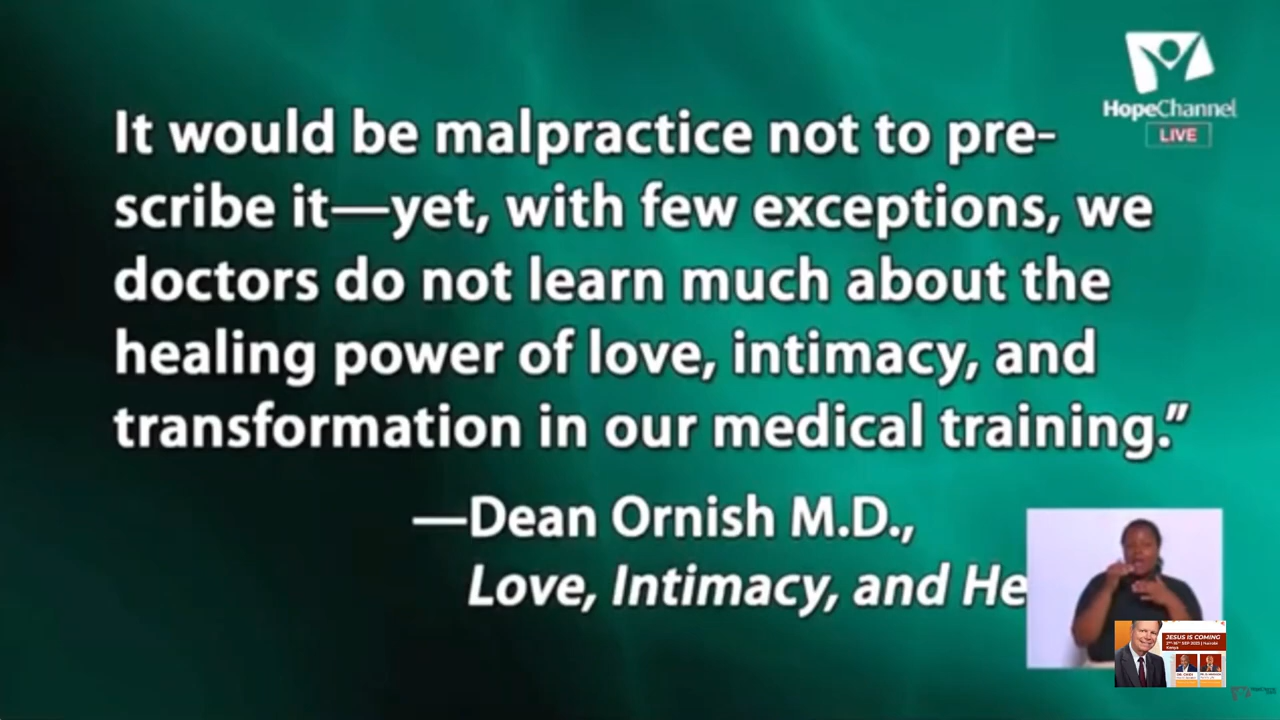 HopeChannel
LIVE
It would be malpractice not to pre-
scribe it—yet, with few exceptions, we
doctors do not learn much about the
healing power of love, intimacy, and
transformation in our medical training.”
—Dean Ornish M.D.,
Love, Intimacy, and He
JESUS IS COMING
Kenya